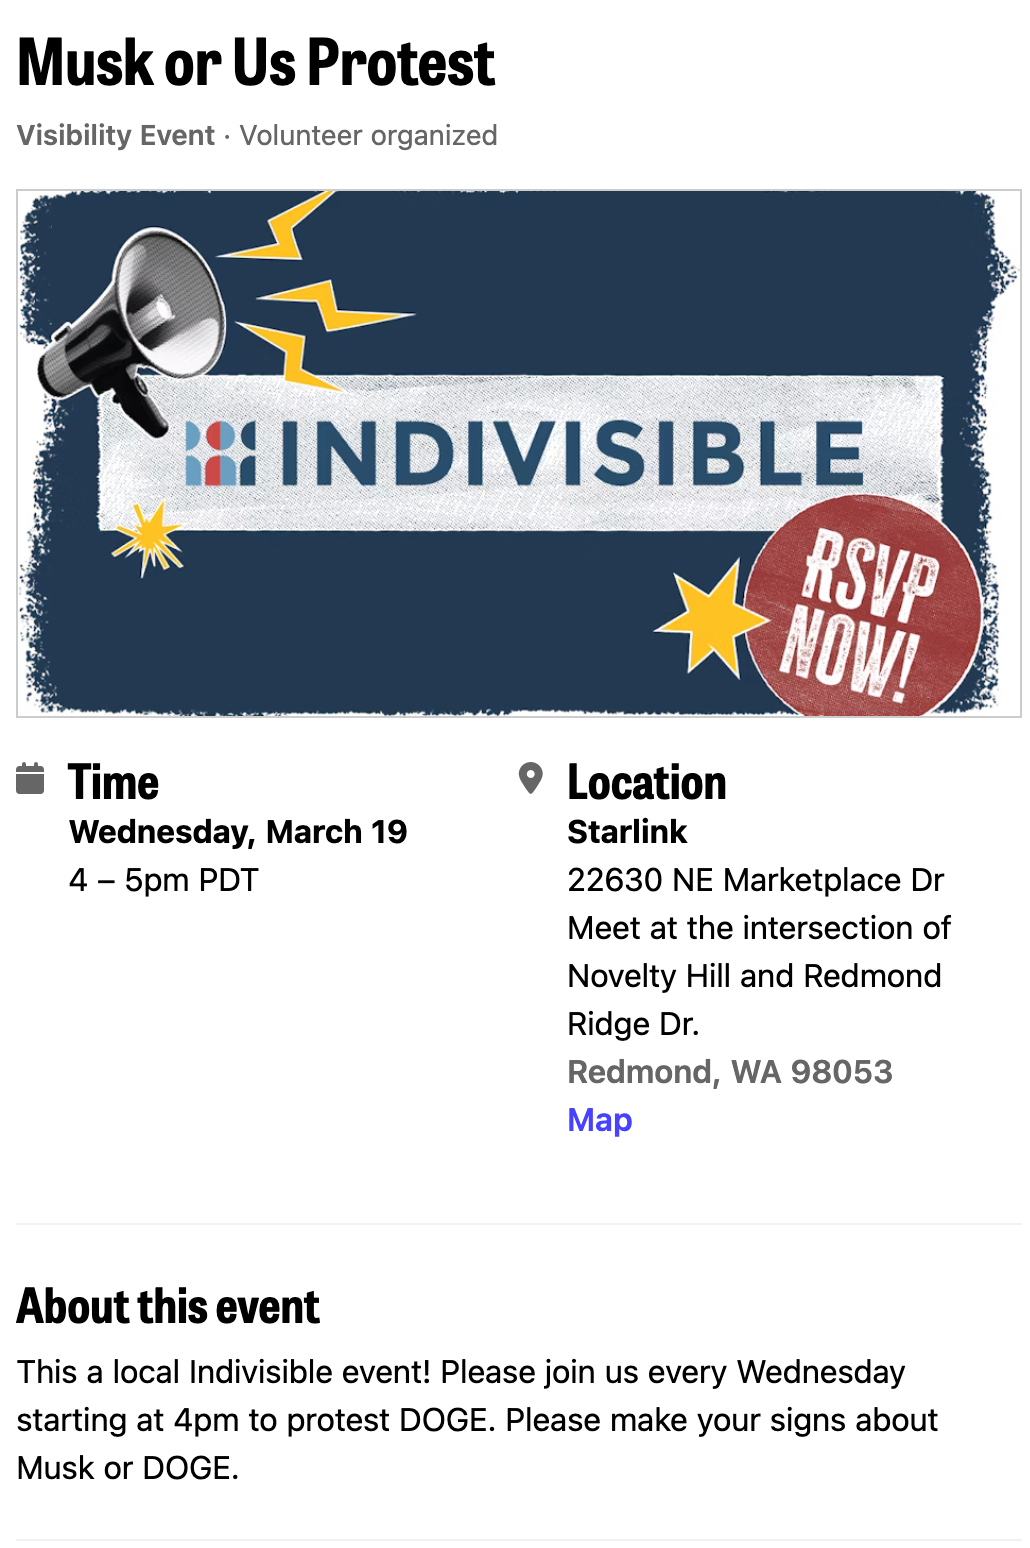 Musk or Us Protest
Visibility Event · Volunteer organized
INDIVISIBLE
RSVP
NOW!
Time
Wednesday, March 19
4 – 5pm PDT
Location
Starlink
22630 NE Marketplace Dr
Meet at the intersection of
Novelty Hill and Redmond
Ridge Dr.
Redmond, WA 98053
Map
About this event
This a local Indivisible event! Please join us every Wednesday
starting at 4pm to protest DOGE. Please make your signs about
Musk or DOGE.